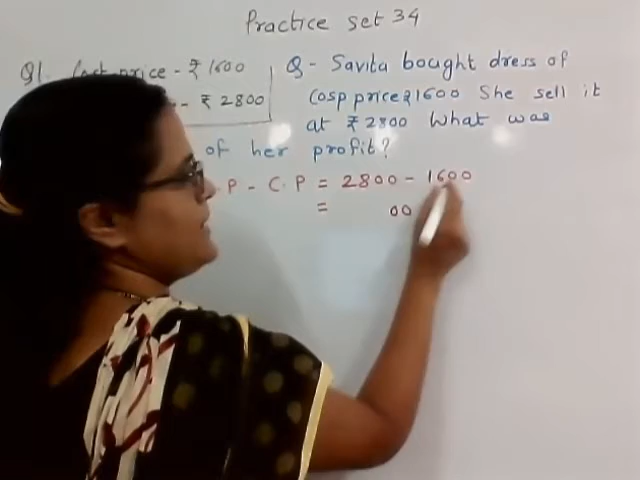 Practice set 34
Q1. Cost price - ₹ 1600
- ₹ 2800
Q - Savita bought dress of
Cosp price ₹ 1600 She sell it
at ₹ 2800 What was
of her profit?
P - C.P = 2800 - 1600
= 00